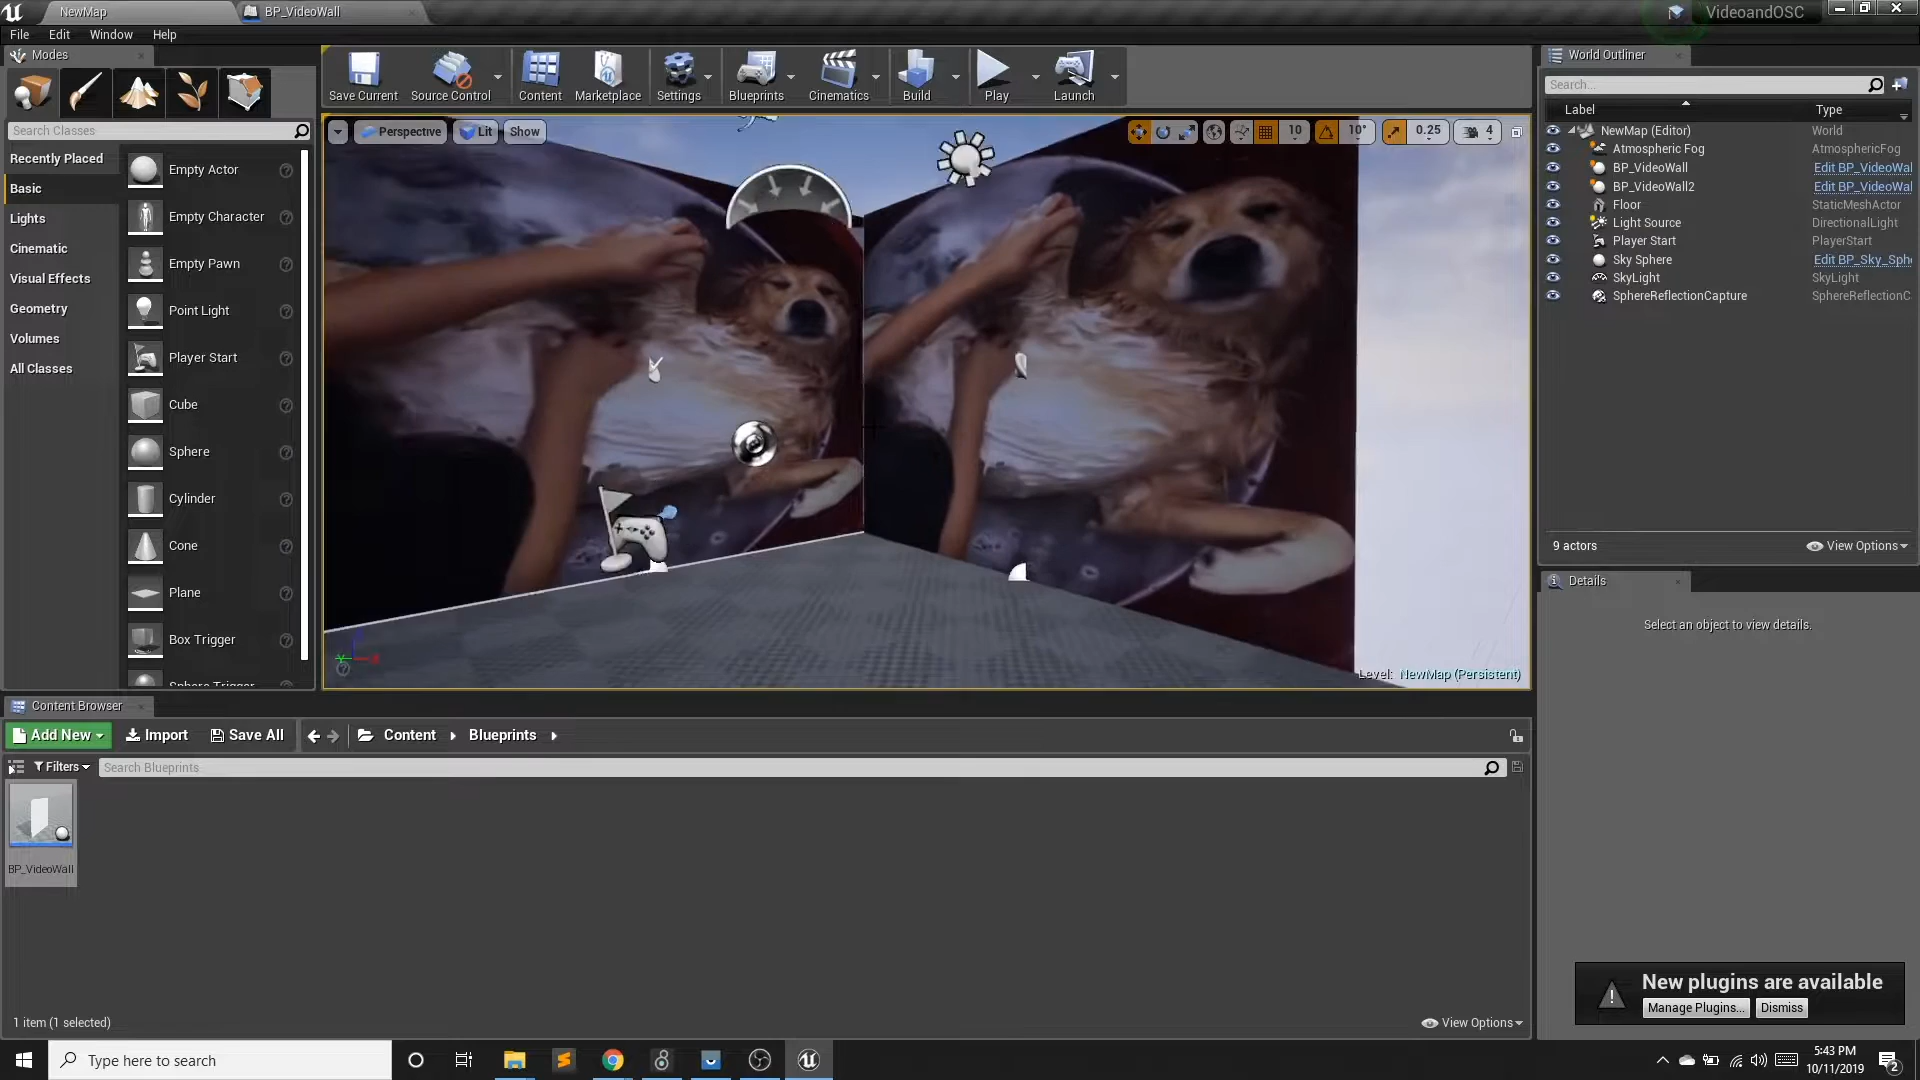 NewMap
BP_VideoWall
VideoandOSC
File Edit Window Help
Modes
Search Classes
Recently Placed
Basic
Lights
Cinematic
Visual Effects
Geometry
Volumes
All Classes
Empty Actor
Empty Character
Empty Pawn
Point Light
Player Start
Cube
Sphere
Cylinder
Cone
Plane
Box Trigger
Sphere Trigger
Save Current
Source Control
Content
Marketplace
Settings
Blueprints
Cinematics
Build
Play
Launch
Perspective
Lit
Show
10
10°
0.25
4
Level: NewMap (Persistent)
World Outliner
Search...
Label Type
NewMap (Editor) World
Atmospheric Fog AtmosphericFog
BP_VideoWall Edit BP_VideoWal
BP_VideoWall2 Edit BP_VideoWal
Floor StaticMeshActor
Light Source DirectionalLight
Player Start PlayerStart
Sky Sphere Edit BP_Sky_Sphe
SkyLight SkyLight
SphereReflectionCapture SphereReflectionC
9 actors
View Options
Details
Select an object to view details.
Content Browser
Add New
Import
Save All
Content
Blueprints
Filters
Search Blueprints
BP_VideoWall
1 item (1 selected)
View Options
New plugins are available
Manage Plugins...
Dismiss
Type here to search
5:43 PM
10/11/2019
2